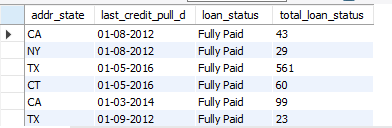 addr_state last_credit_pull_d loan_status total_loan_status
CA 01-08-2012 Fully Paid 43
NY 01-08-2012 Fully Paid 29
TX 01-05-2016 Fully Paid 561
CT 01-05-2016 Fully Paid 60
CA 01-03-2014 Fully Paid 99
TX 01-09-2012 Fully Paid 23